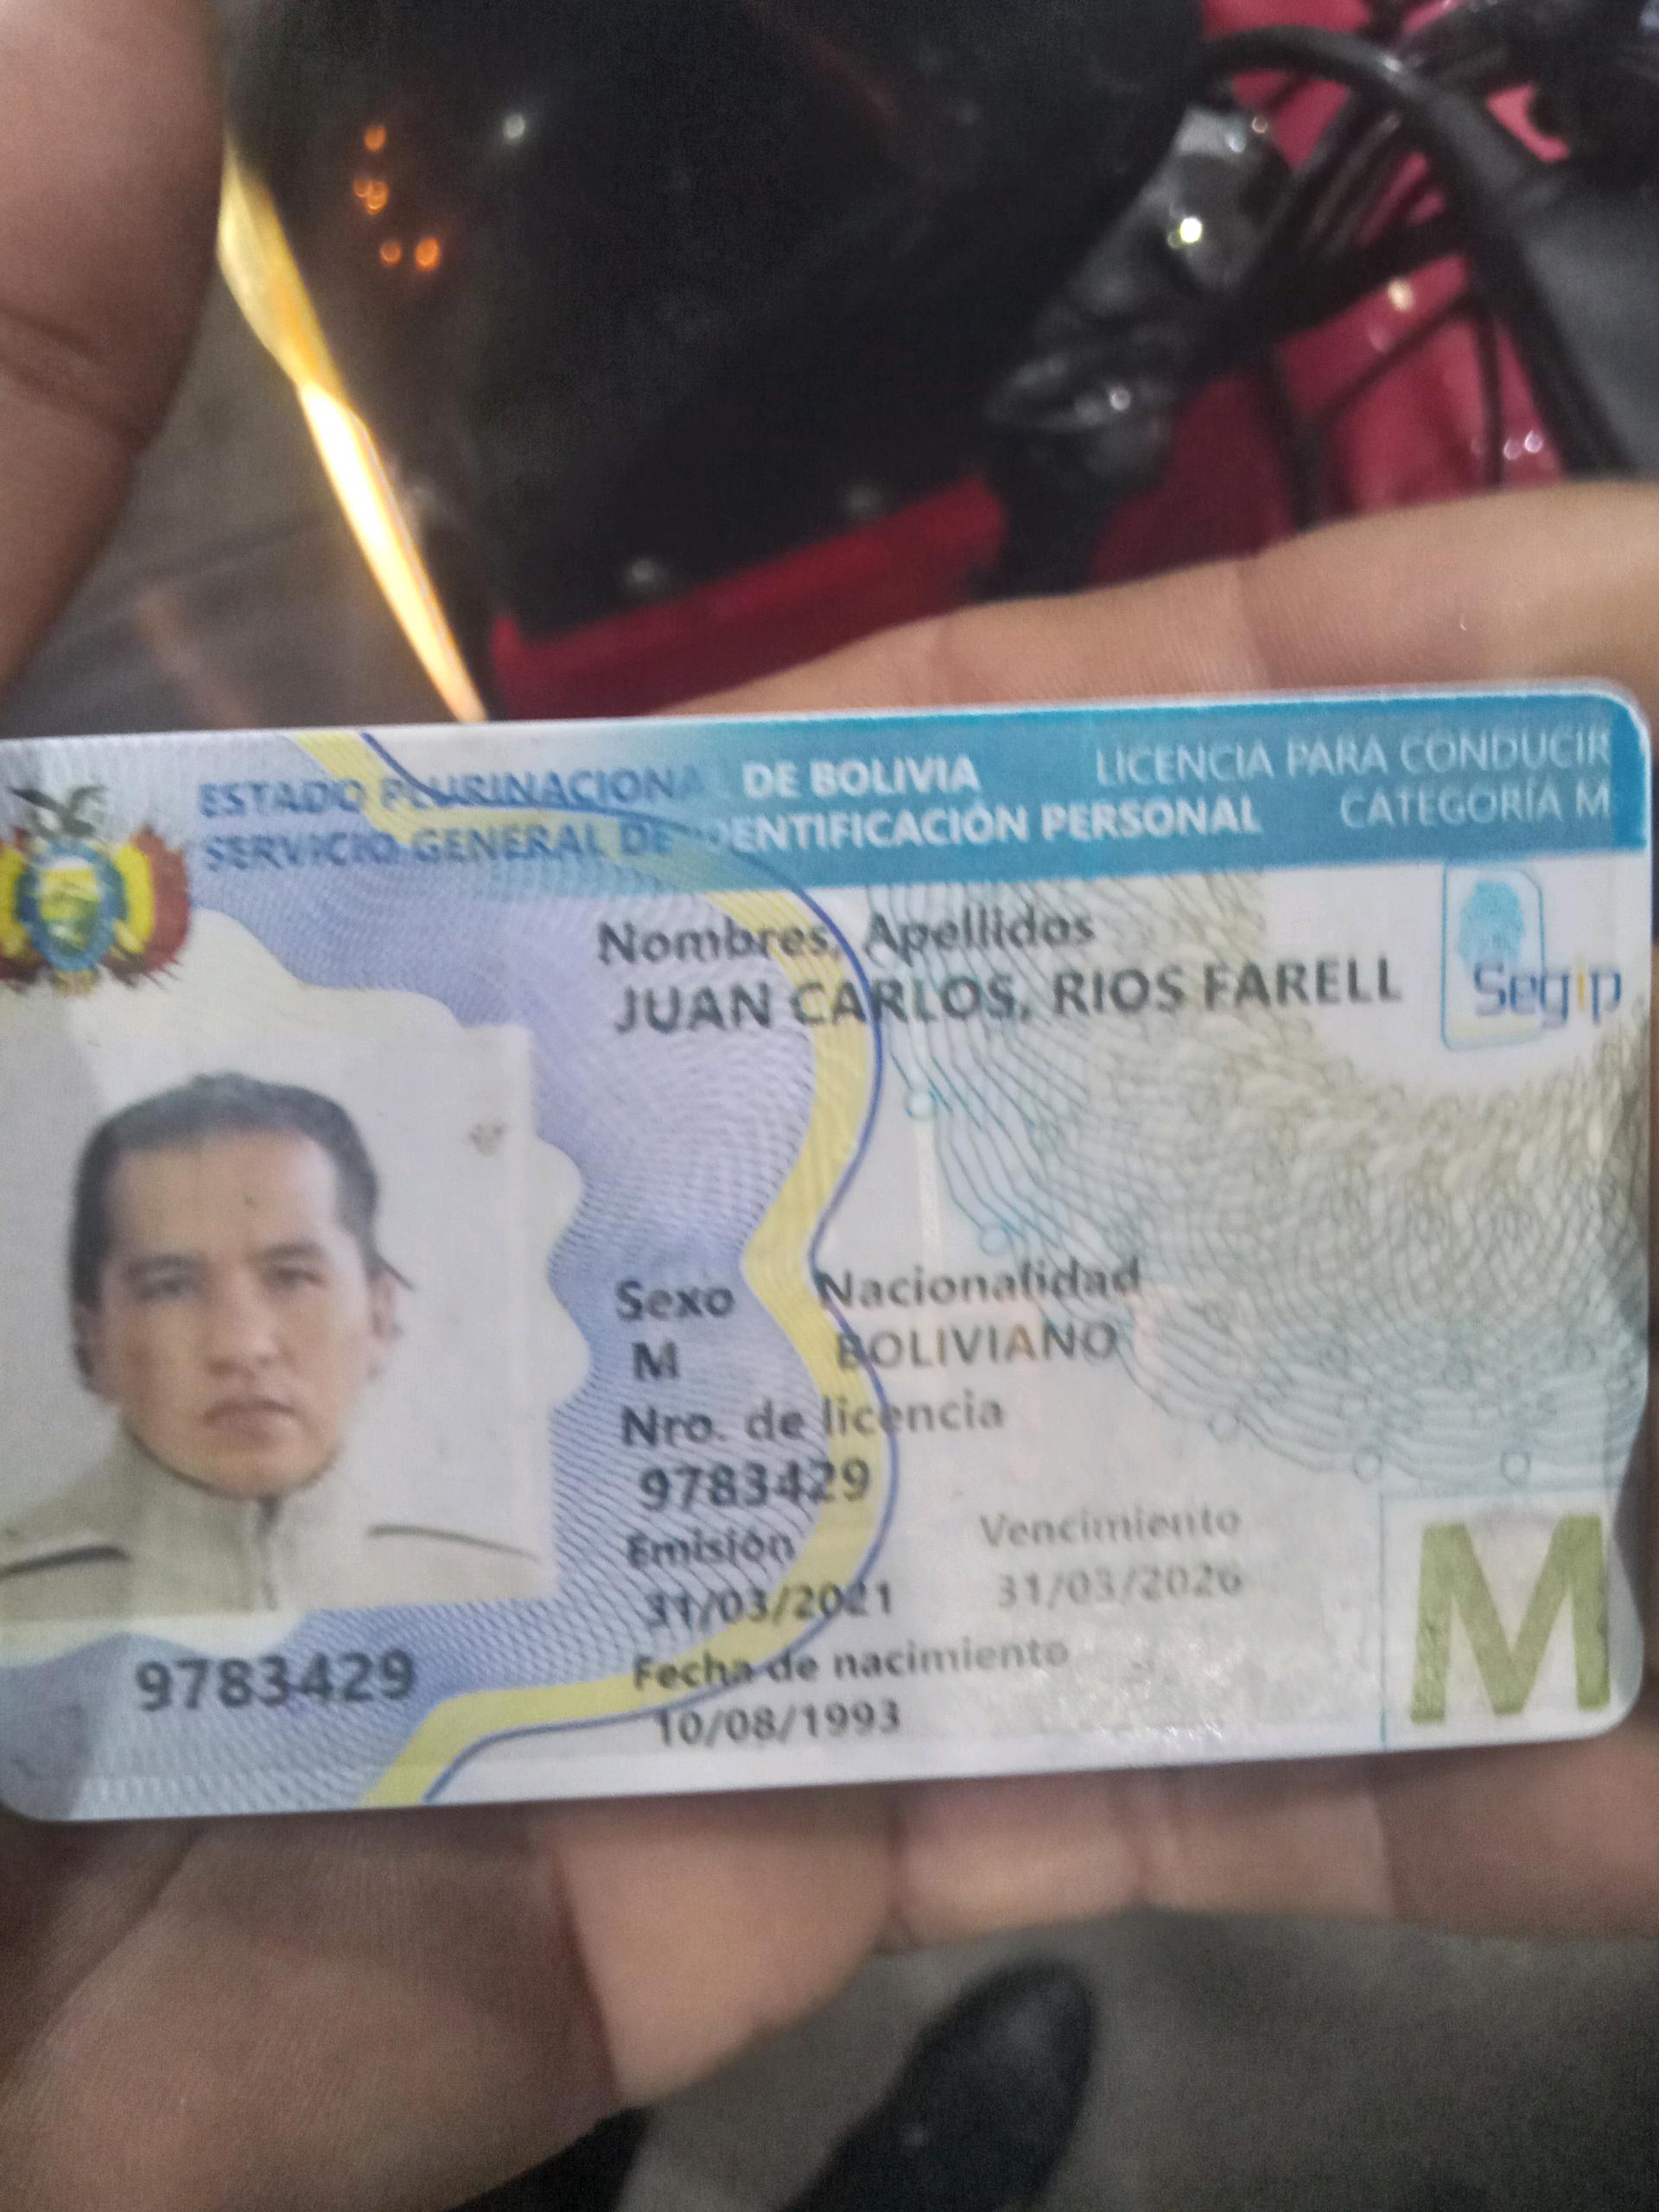 ESTADO PLURINACIONAL DE BOLIVIA
SERVICIO GENERAL DE IDENTIFICACIÓN PERSONAL
LICENCIA PARA CONDUCIR
CATEGORÍA M
Segip
Nombres, Apellidos
JUAN CARLOS, RIOS FARELL
Sexo Nacionalidad
M BOLIVIANO
Nro. de licencia
9783429
Emisión Vencimiento
31/03/2021 31/03/2026
Fecha de nacimiento
10/08/1993
9783429
M